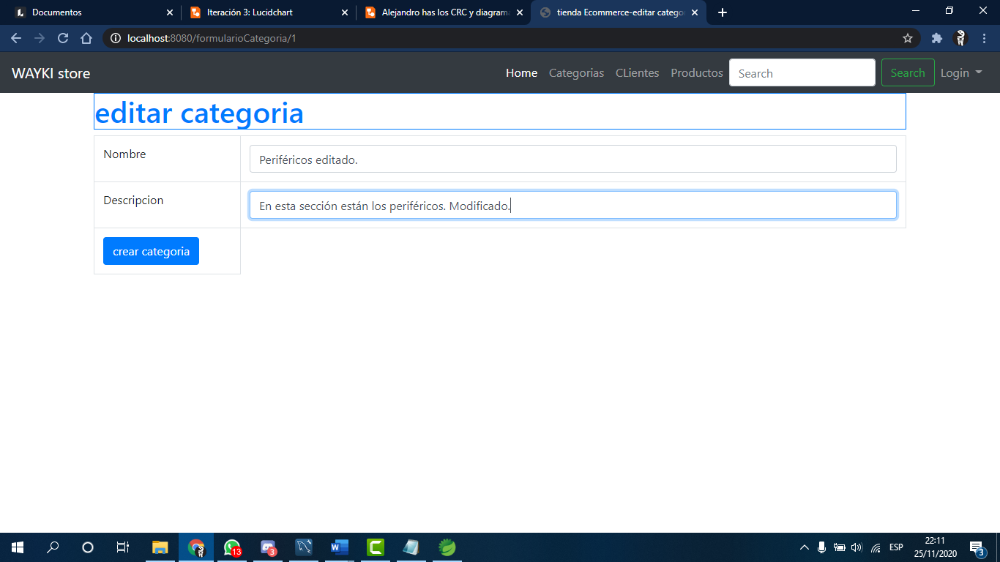 Documentos
Iteración 3: Lucidchart
Alejandro has los CRC y diagrama
tienda Ecommerce-editar catego
localhost:8080/formularioCategoria/1
WAYKI store
Home Categorias CLientes Productos Search Search Login
editar categoria
Nombre
Periféricos editado.
Descripcion
En esta sección están los periféricos. Modificado.
crear categoria
13
3
ESP
22:11
25/11/2020
3